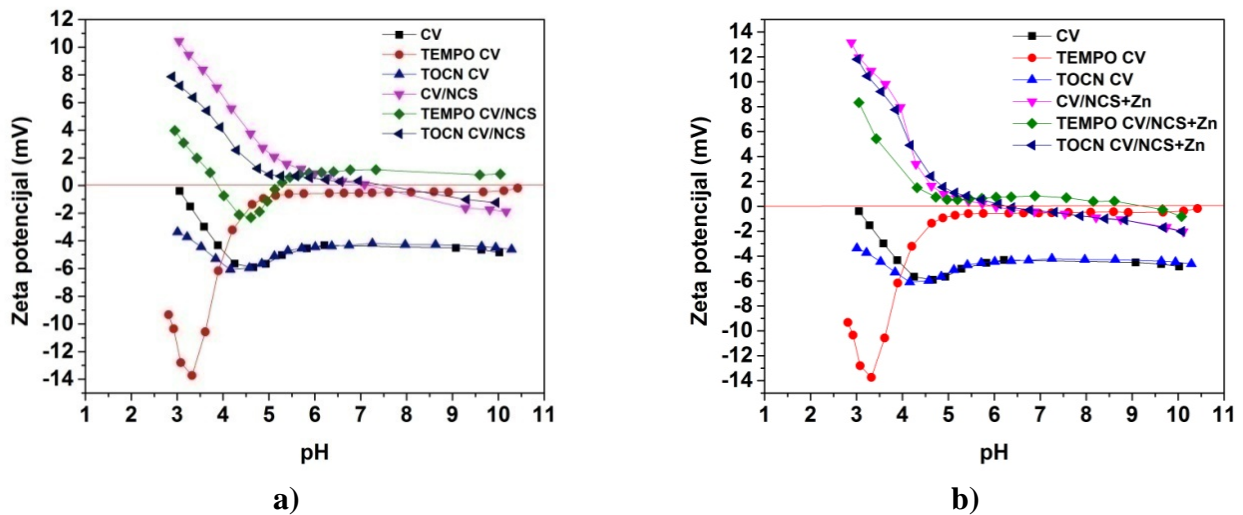 12
10
8
6
4
2
0
-2
-4
-6
-8
-10
-12
-14
Zeta potencijal (mV)
CV
TEMPO CV
TOCN CV
CV/NCS
TEMPO CV/NCS
TOCN CV/NCS
1 2 3 4 5 6 7 8 9 10 11
pH
a)
14
12
10
8
6
4
2
0
-2
-4
-6
-8
-10
-12
-14
Zeta potencijal (mV)
CV
TEMPO CV
TOCN CV
CV/NCS+Zn
TEMPO CV/NCS+Zn
TOCN CV/NCS+Zn
1 2 3 4 5 6 7 8 9 10 11
pH
b)